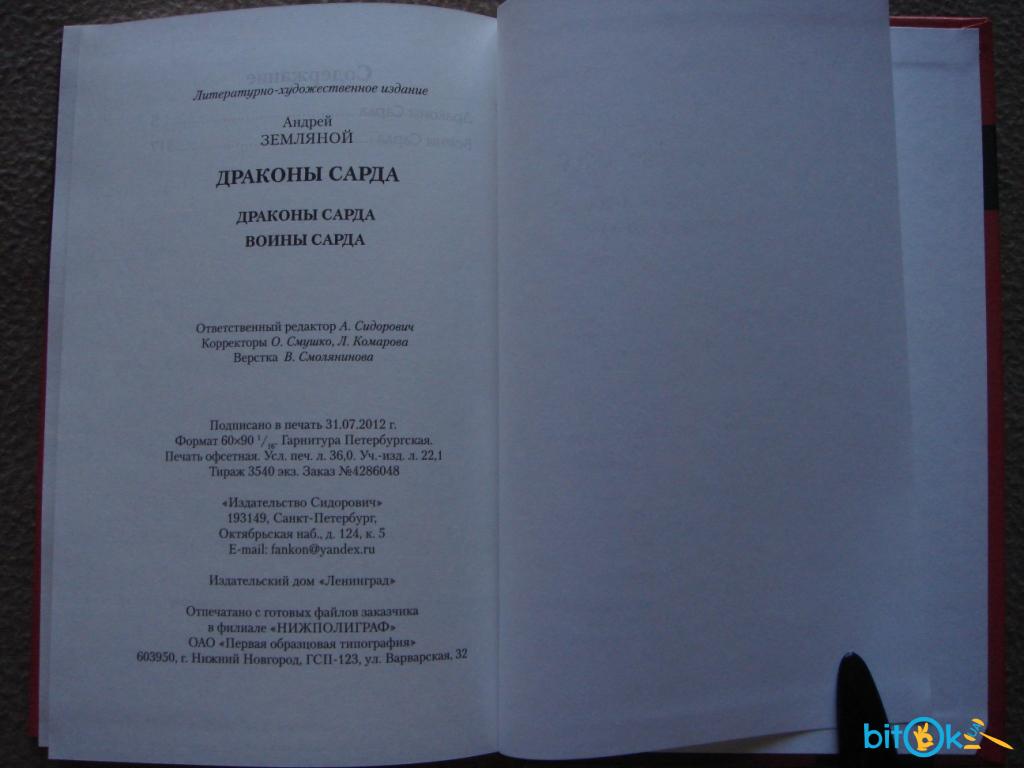 Содержание
Литературно-художественное издание
Драконы Сарда
Андрей
ЗЕМЛЯНОЙ
Воины Сарда
ДРАКОНЫ САРДА
ДРАКОНЫ САРДА
ВОИНЫ САРДА
Ответственный редактор А. Сидорович
Корректоры О. Смушко, Л. Комарова
Верстка В. Смолянинова
Подписано в печать 31.07.2012 г.
Формат 60×90 1/16. Гарнитура Петербургская.
Печать офсетная. Усл. печ. л. 36,0. Уч.-изд. л. 22,1
Тираж 3540 экз. Заказ №4286048
«Издательство Сидорович»
193149, Санкт-Петербург,
Октябрьская наб., д. 124, к. 5
E-mail: fankon@yandex.ru
Издательский дом «Ленинград»
Отпечатано с готовых файлов заказчика
в филиале «НИЖПОЛИГРАФ»
ОАО «Первая образцовая типография»
603950, г. Нижний Новгород, ГСП-123, ул. Варварская, 32
bitOk